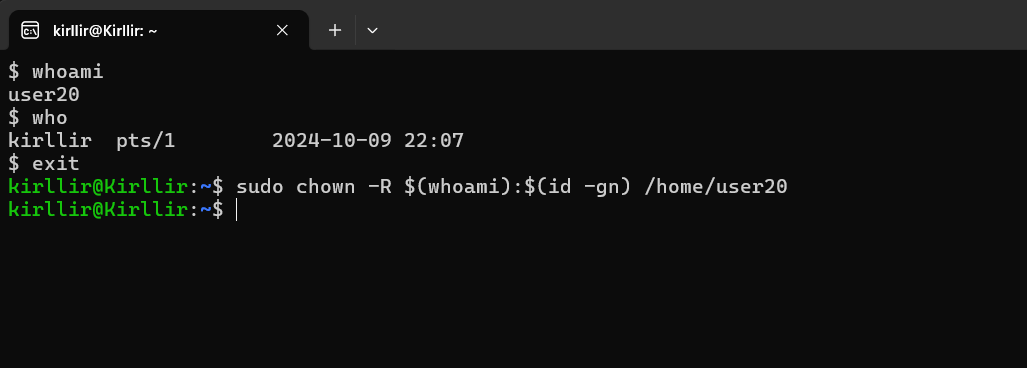 kirllir@Kirllir: ~
$ whoami
user20
$ who
kirllir  pts/1        2024-10-09 22:07
$ exit
kirllir@Kirllir:~$ sudo chown -R $(whoami):$(id -gn) /home/user20
kirllir@Kirllir:~$